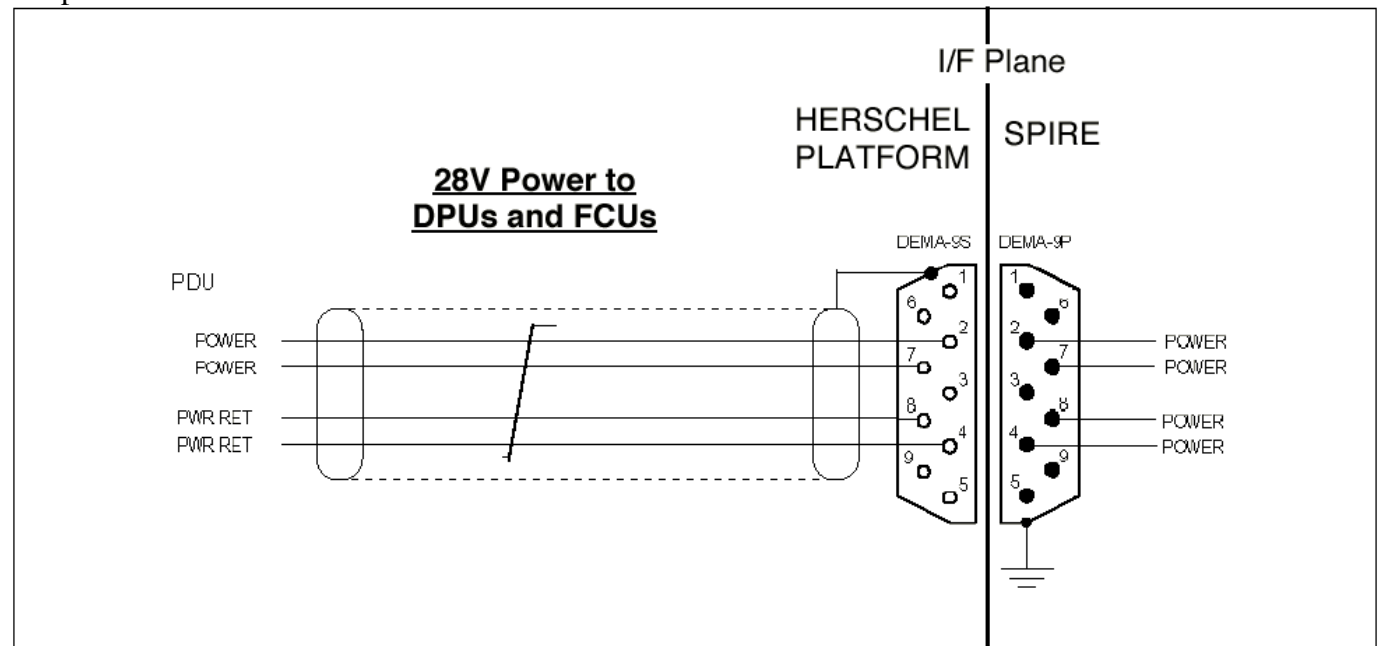 I/F Plane
HERSCHEL
PLATFORM
SPIRE
28V Power to
DPUs and FCUs
DEMA-9S
DEMA-9P
PDU
1
6
2
7
3
8
4
9
5
1
6
2
7
3
8
4
9
5
POWER
POWER
PWR RET
PWR RET
POWER
POWER
POWER
POWER